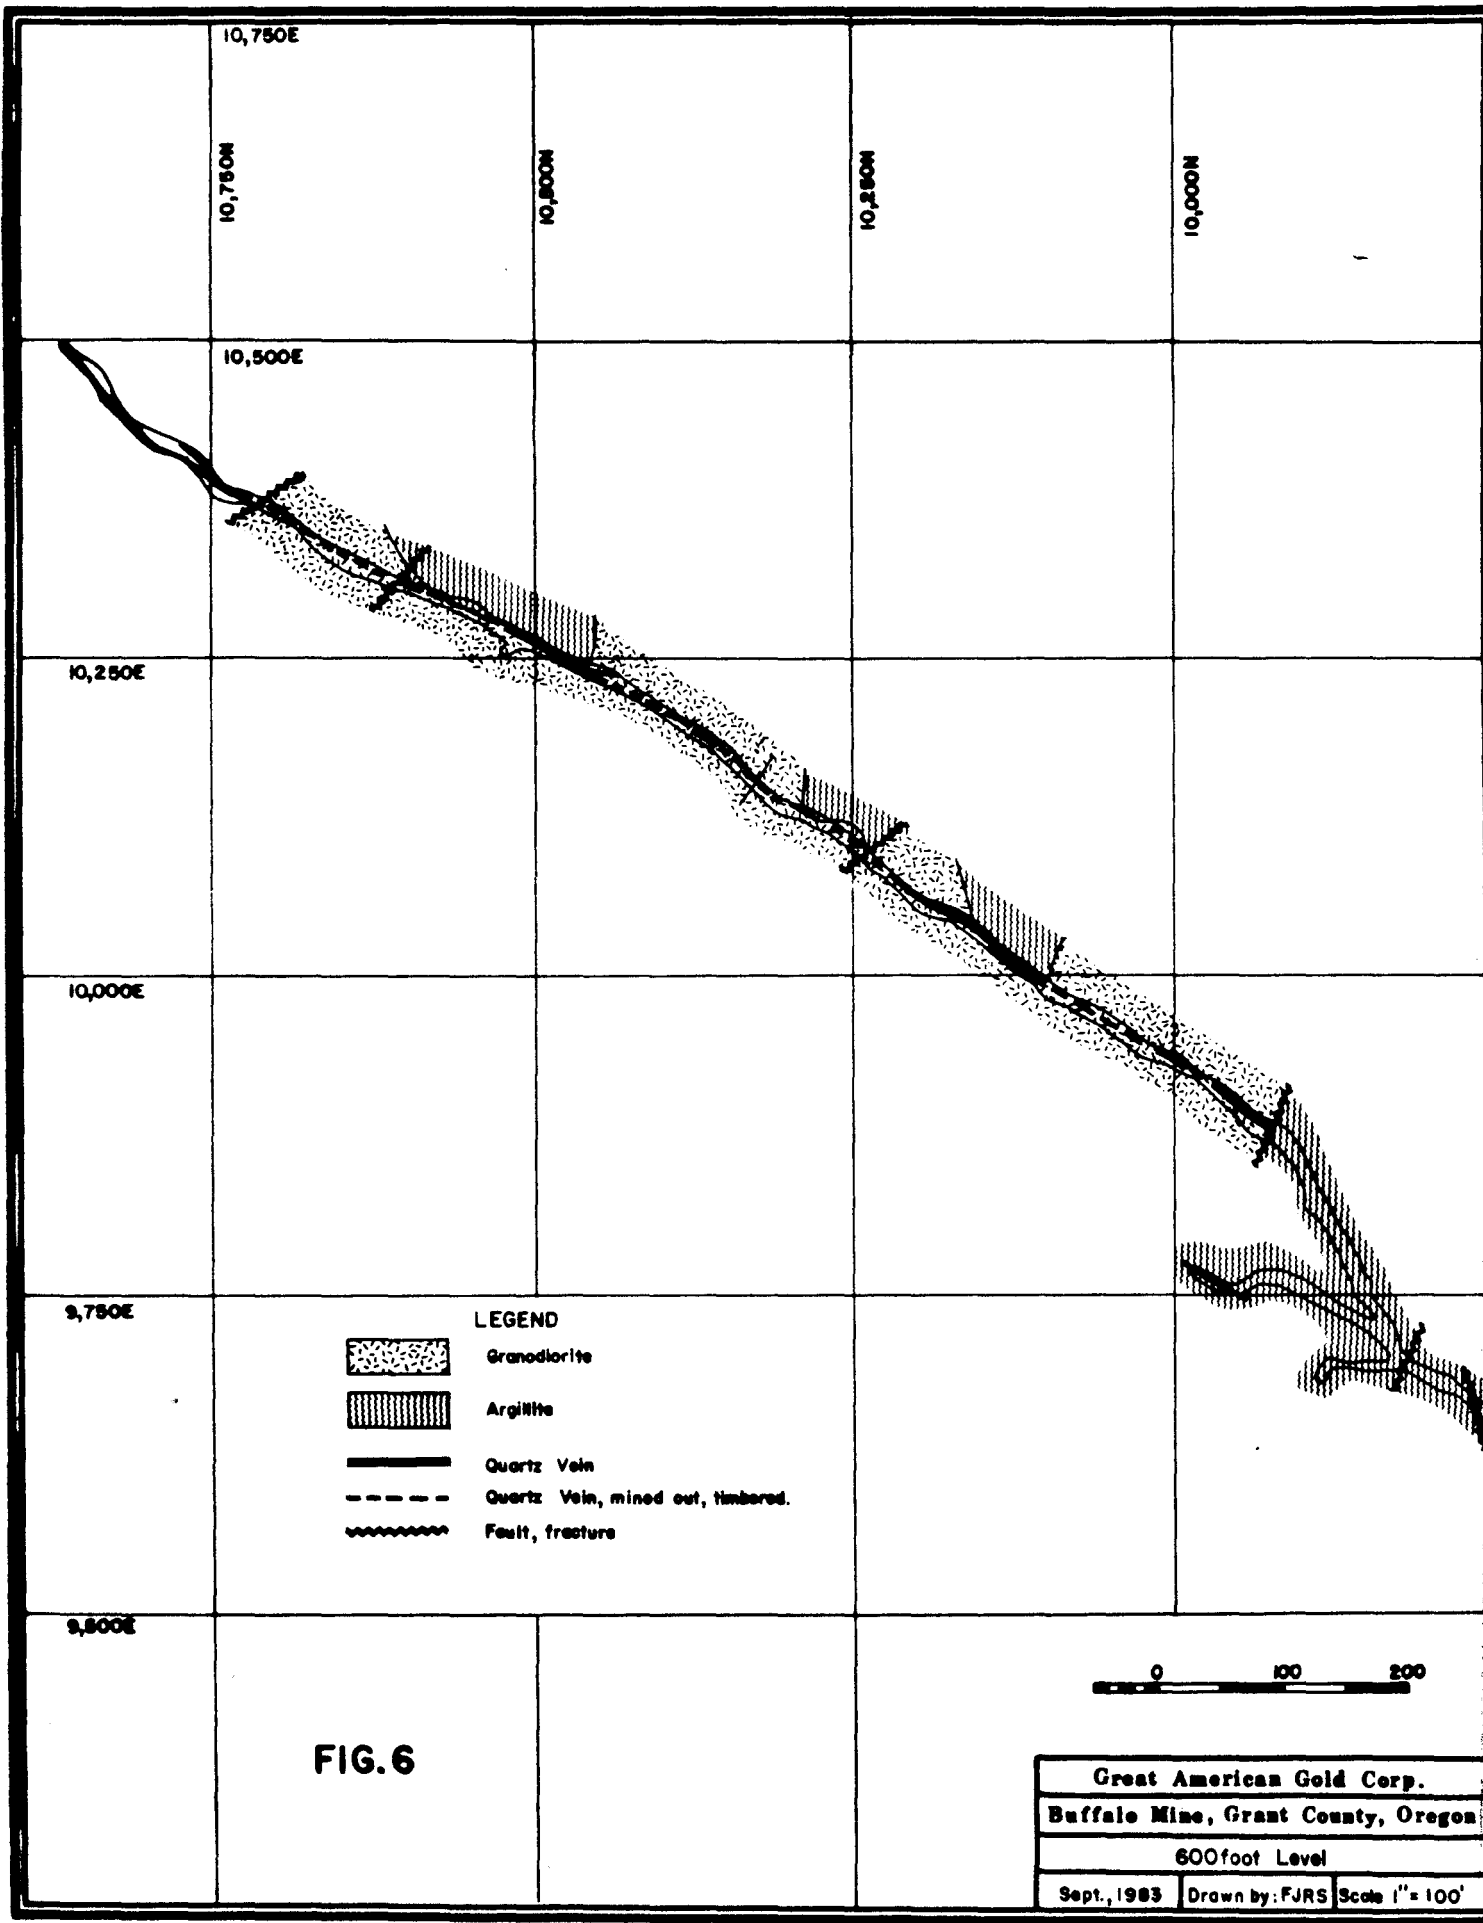 10,750E
10,750N
10,500N
10,250N
10,000N
10,500E
10,250E
10,000E
9,750E
LEGEND
Granodiorite
Argillite
Quartz Vein
Quartz Vein, mined out, timbered.
Fault, fracture
9,500E
0 100 200
FIG.6
Great American Gold Corp.
Buffalo Mine, Grant County, Oregon
600foot Level
Sept., 1983 Drawn by: FJRS Scale 1"=100'